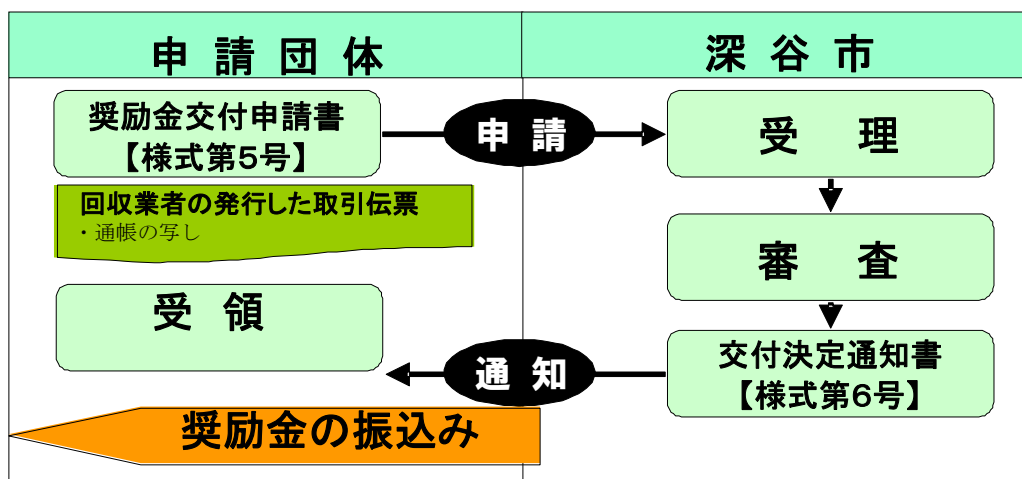 申請団体
深谷市
奨励金交付申請書
【様式第5号】
申請
受理
回収業者の発行した取引伝票
・通帳の写し
審査
受領
通知
交付決定通知書
【様式第6号】
奨励金の振込み